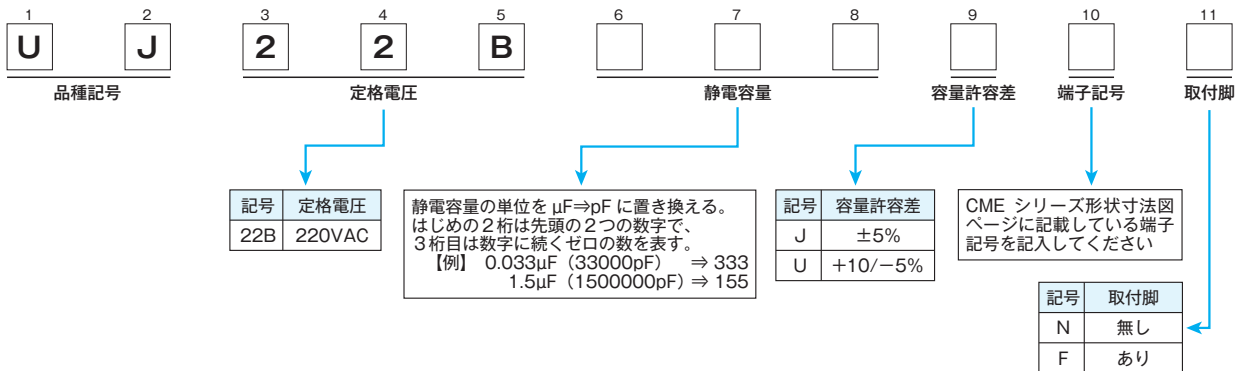 1 2 3 4 5 6 7 8 9 10 11
U J 2 2 B
品種記号 定格電圧 静電容量 容量許容差 端子記号 取付脚
記号 定格電圧
22B 220VAC
静電容量の単位を μF⇒pF に置き換える。
はじめの2桁は先頭の2つの数字で、
3桁目は数字に続くゼロの数を表す。
【例】 0.033μF(33000pF) ⇒ 333
1.5μF(1500000pF)⇒ 155
記号 容量許容差
J ±5%
U +10/−5%
CME シリーズ形状寸法図
ページに記載している端子
記号を記入してください
記号 取付脚
N 無し
F あり